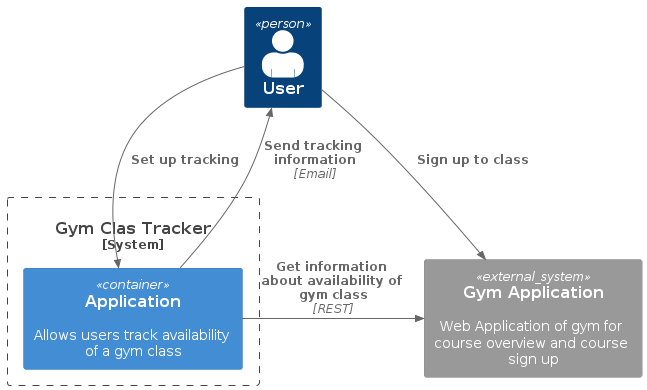 «person»
User
Set up tracking
Send tracking
information
[Email]
Sign up to class
Gym Clas Tracker
[System]
«container»
Application
Allows users track availability
of a gym class
Get information
about availability of
gym class
[REST]
«external_system»
Gym Application
Web Application of gym for
course overview and course
sign up